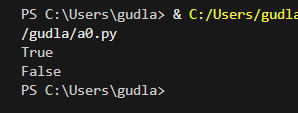 PS C:\Users\gudla> & C:/Users/gudla
/gudla/a0.py
True
False
PS C:\Users\gudla>